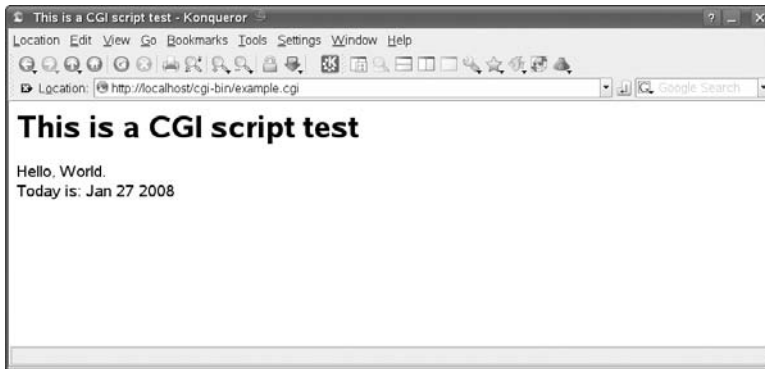 This is a CGI script test - Konqueror
Location Edit View Go Bookmarks Tools Settings Window Help
Location: http://localhost/cgi-bin/example.cgi
Google Search
This is a CGI script test
Hello, World.
Today is: Jan 27 2008